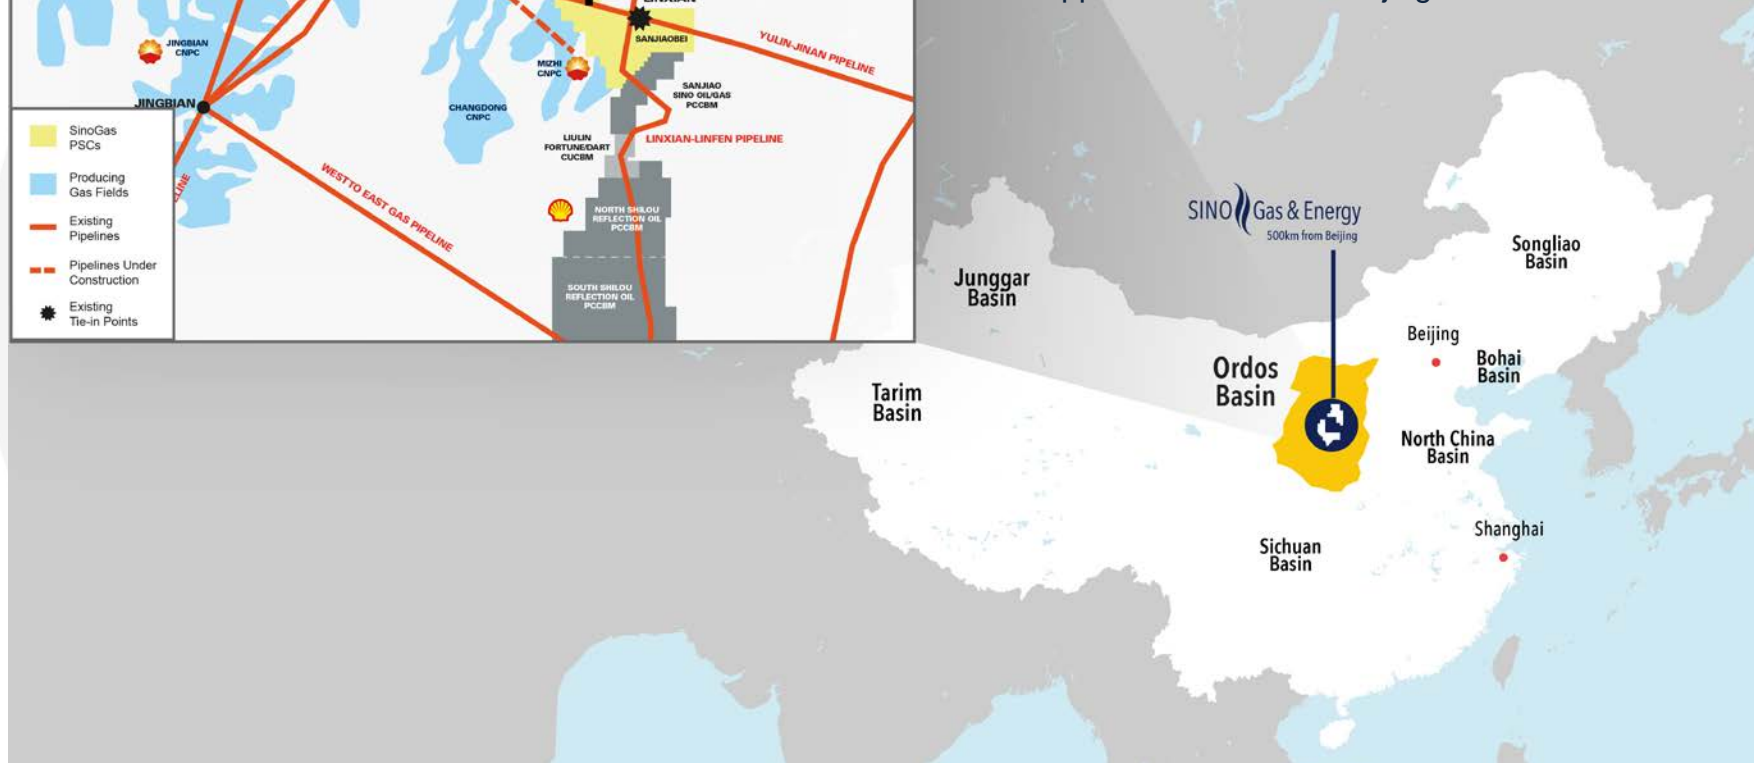 LINXIAN
SANJIAOBEI
YULIN-JINAN PIPELINE
JINGBIAN
CNPC
MIZHI
CNPC
SANJIAO
SINO OIL/GAS
PCCBM
JINGBIAN
CHANGDONG
CNPC
LIULIN
FORTUNE/DART
CUCBM
LINXIAN-LINFEN PIPELINE
WEST TO EAST GAS PIPELINE
NORTH SHILOU
REFLECTION OIL
PCCBM
SOUTH SHILOU
REFLECTION OIL
PCCBM
SinoGas
PSCs
Producing
Gas Fields
Existing
Pipelines
Pipelines Under
Construction
Existing
Tie-in Points
SINO Gas & Energy
500km from Beijing
Songliao
Basin
Junggar
Basin
Beijing
Bohai
Basin
Ordos
Basin
Tarim
Basin
North China
Basin
Shanghai
Sichuan
Basin